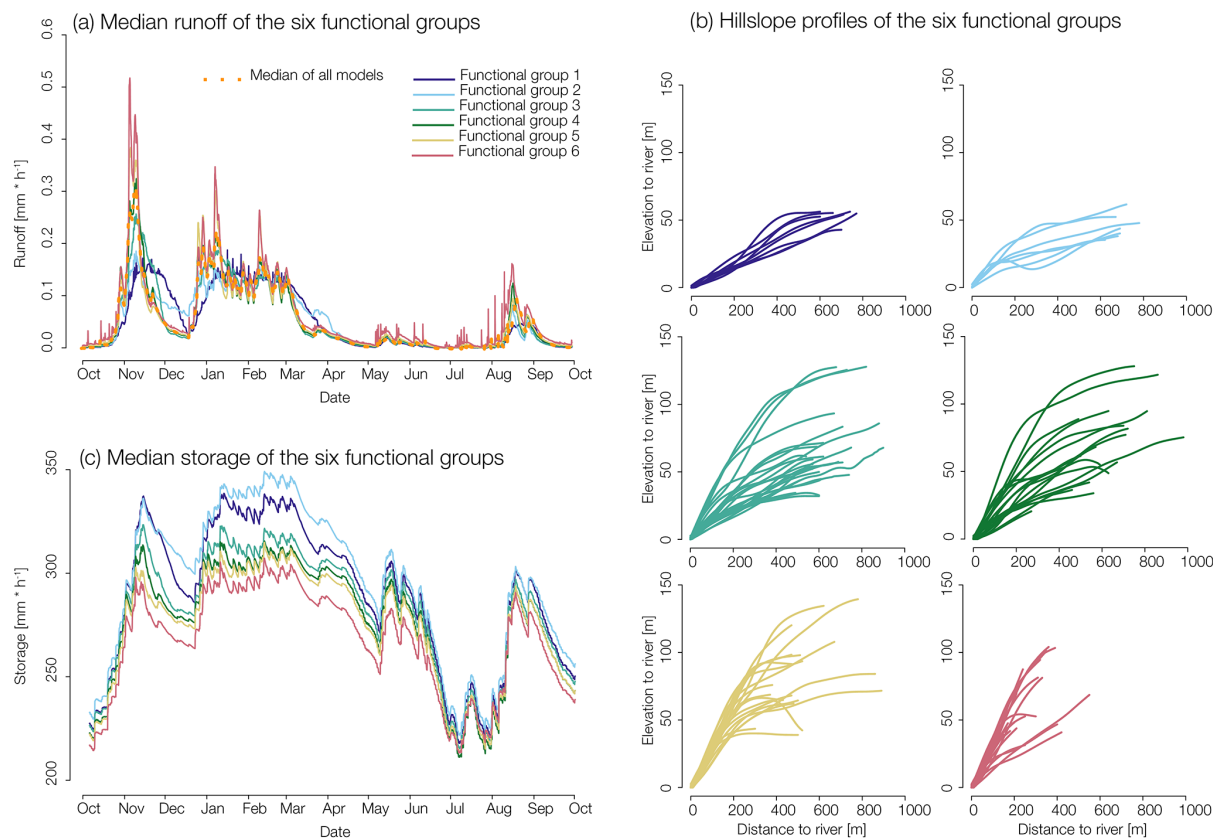 (a) Median runoff of the six functional groups
0.6
0.5
0.4
0.3
0.2
0.1
0.0
Runoff [mm * h⁻¹]
Median of all models
Functional group 1
Functional group 2
Functional group 3
Functional group 4
Functional group 5
Functional group 6
Oct Nov Dec Jan Feb Mar Apr May Jun Jul Aug Sep Oct
Date
(c) Median storage of the six functional groups
350
300
250
200
Storage [mm * h⁻¹]
Oct Nov Dec Jan Feb Mar Apr May Jun Jul Aug Sep Oct
Date
(b) Hillslope profiles of the six functional groups
Elevation to river [m]
150
100
50
0
0 200 400 600 800 1000
150
100
50
0
0 200 400 600 800 1000
Elevation to river [m]
150
100
50
0
0 200 400 600 800 1000
150
100
50
0
0 200 400 600 800 1000
Elevation to river [m]
150
100
50
0
0 200 400 600 800 1000
Distance to river [m]
150
100
50
0
0 200 400 600 800 1000
Distance to river [m]